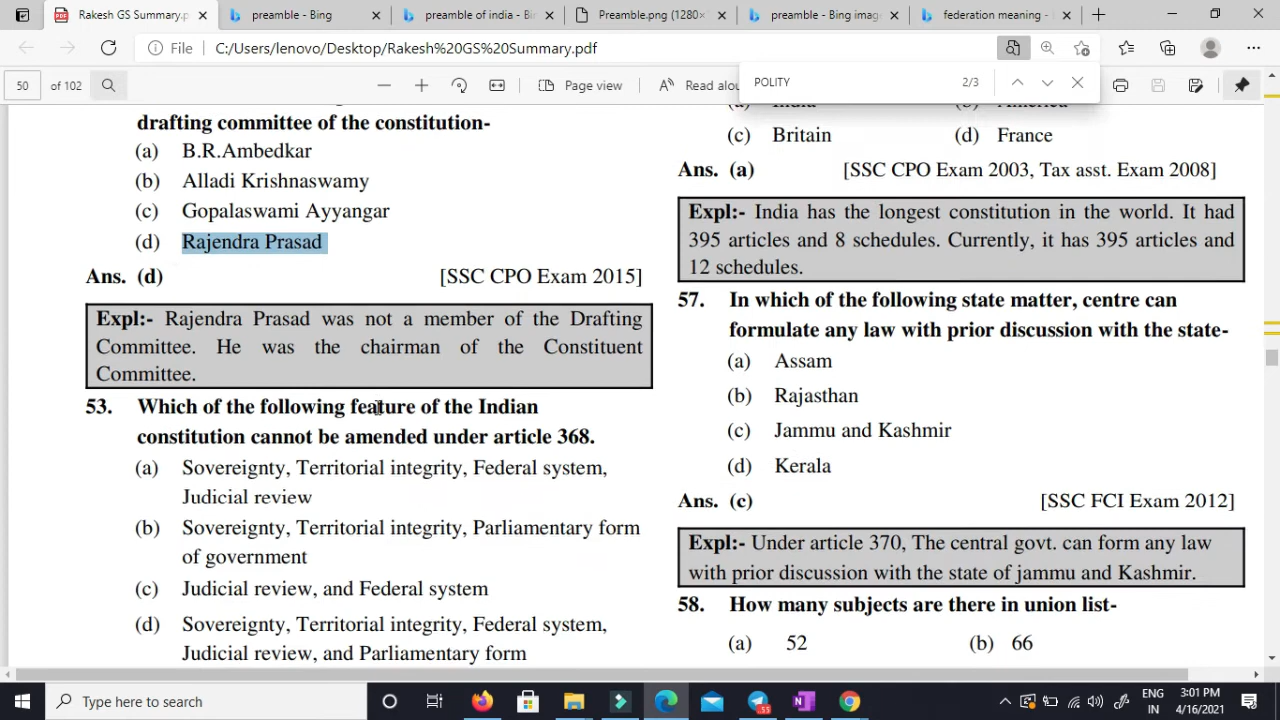 Rakesh GS Summary.p
preamble - Bing
preamble of india - B
Preamble.png (1280×
preamble - Bing imag
federation meaning -
File
C:/Users/lenovo/Desktop/Rakesh%20GS%20Summary.pdf
50 of 102
Page view
Read alou
POLITY
2/3
drafting committee of the constitution-
(a) B.R.Ambedkar
(b) Alladi Krishnaswamy
(c) Gopalaswami Ayyangar
(d) Rajendra Prasad
Ans. (d) [SSC CPO Exam 2015]
Expl:- Rajendra Prasad was not a member of the Drafting
Committee. He was the chairman of the Constituent
Committee.
53. Which of the following feature of the Indian
constitution cannot be amended under article 368.
(a) Sovereignty, Territorial integrity, Federal system,
Judicial review
(b) Sovereignty, Territorial integrity, Parliamentary form
of government
(c) Judicial review, and Federal system
(d) Sovereignty, Territorial integrity, Federal system,
Judicial review, and Parliamentary form
(a) India (b) America
(c) Britain (d) France
Ans. (a) [SSC CPO Exam 2003, Tax asst. Exam 2008]
Expl:- India has the longest constitution in the world. It had
395 articles and 8 schedules. Currently, it has 395 articles and
12 schedules.
57. In which of the following state matter, centre can
formulate any law with prior discussion with the state-
(a) Assam
(b) Rajasthan
(c) Jammu and Kashmir
(d) Kerala
Ans. (c) [SSC FCI Exam 2012]
Expl:- Under article 370, The central govt. can form any law
with prior discussion with the state of jammu and Kashmir.
58. How many subjects are there in union list-
(a) 52 (b) 66
Type here to search
ENG
IN
3:01 PM
4/16/2021